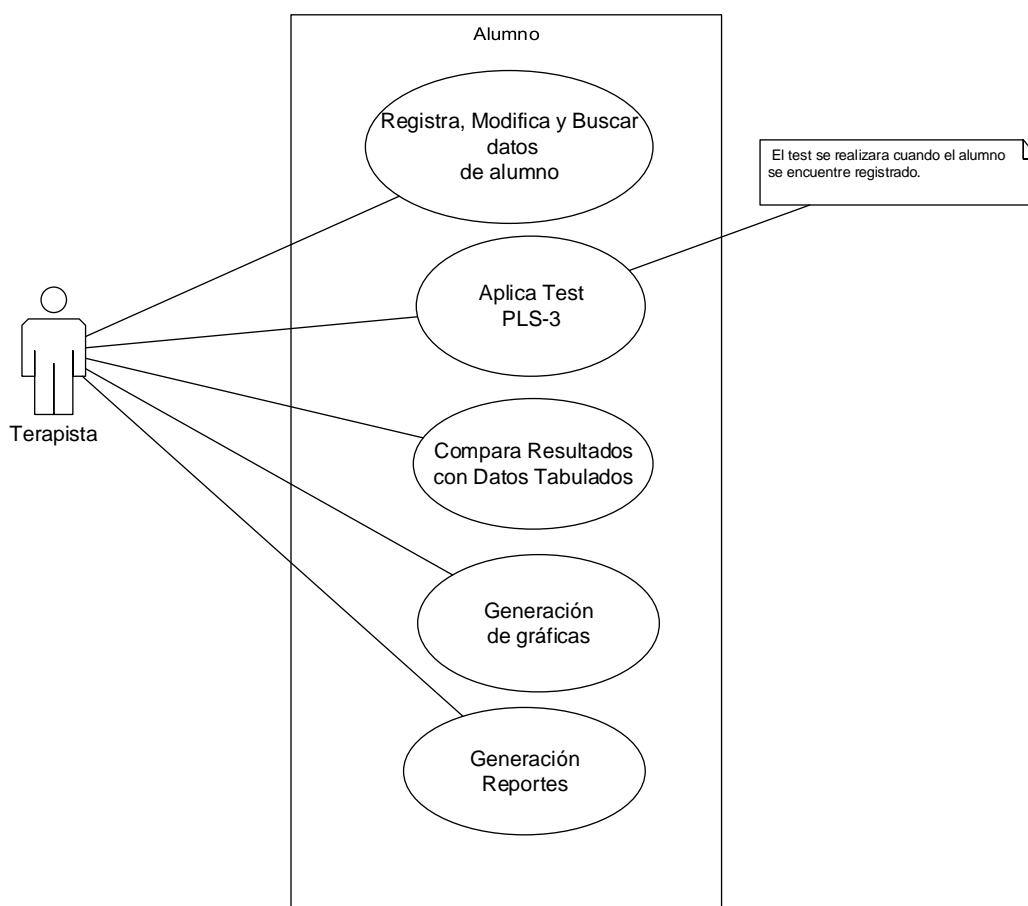 Alumno
Registra, Modifica y Buscar
datos
de alumno
El test se realizara cuando el alumno
se encuentre registrado.
Aplica Test
PLS-3
Terapista
Compara Resultados
con Datos Tabulados
Generación
de gráficas
Generación
Reportes